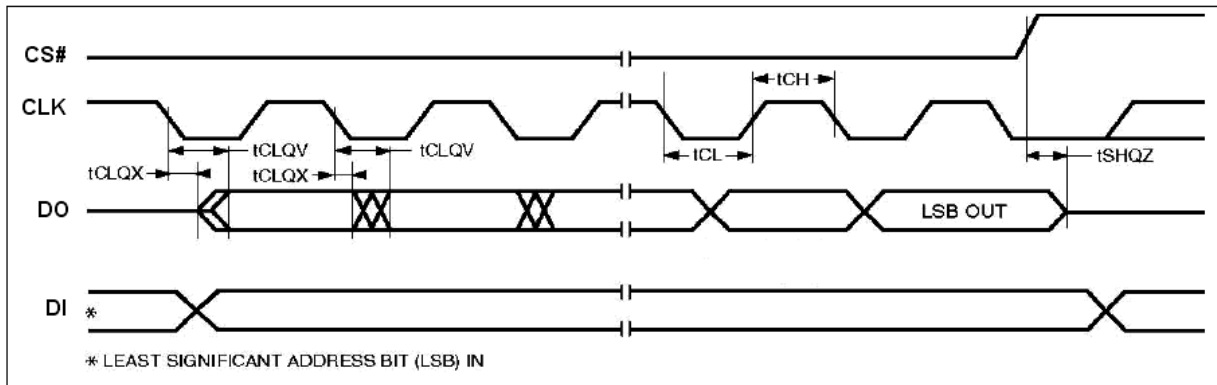 CS#
tCH
CLK
tCLQV
tCLQV
tCL
tSHQZ
tCLQX
tCLQX
DO
LSB OUT
DI
*
* LEAST SIGNIFICANT ADDRESS BIT (LSB) IN